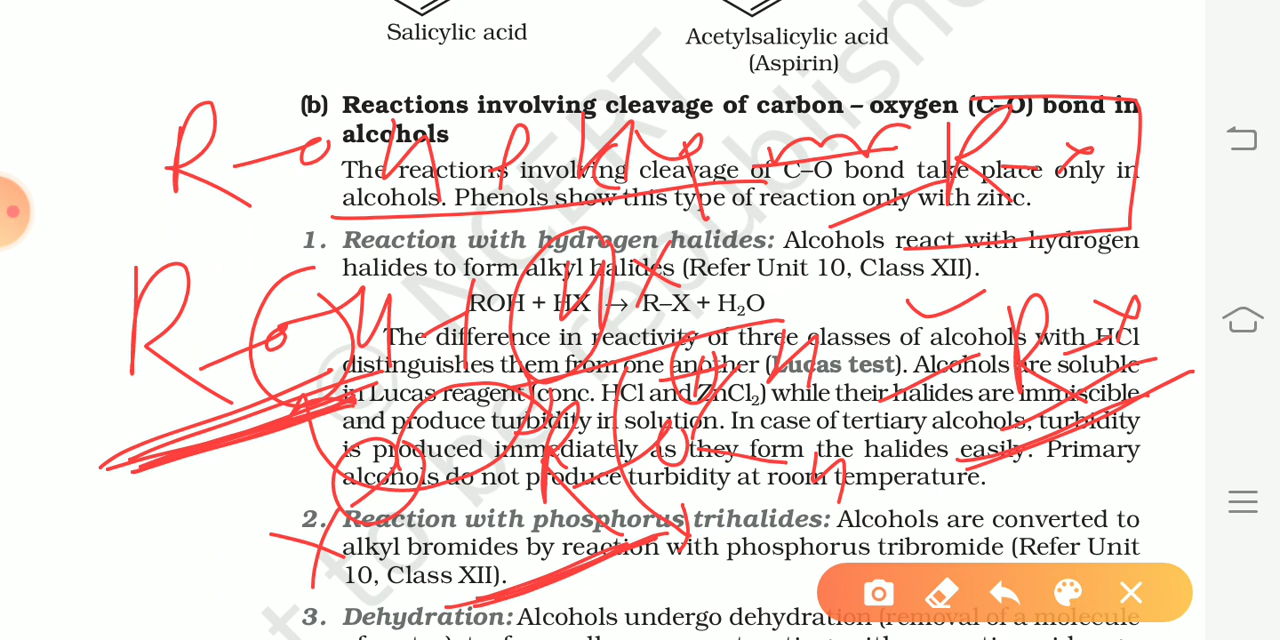 Salicylic acid
Acetylsalicylic acid
(Aspirin)
(b) Reactions involving cleavage of carbon – oxygen (C–O) bond in
alcohols
The reactions involving cleavage of C–O bond take place only in
alcohols. Phenols show this type of reaction only with zinc.
1. Reaction with hydrogen halides: Alcohols react with hydrogen
halides to form alkyl halides (Refer Unit 10, Class XII).
ROH + HX → R–X + H₂O
The difference in reactivity of three classes of alcohols with HCl
distinguishes them from one another (Lucas test). Alcohols are soluble
in Lucas reagent (conc. HCl and ZnCl₂) while their halides are immiscible
and produce turbidity in solution. In case of tertiary alcohols, turbidity
is produced immediately as they form the halides easily. Primary
alcohols do not produce turbidity at room temperature.
2. Reaction with phosphorus trihalides: Alcohols are converted to
alkyl bromides by reaction with phosphorus tribromide (Refer Unit
10, Class XII).
3. Dehydration: Alcohols undergo dehydration (removal of a molecule
© NCERT
R–x
R–x